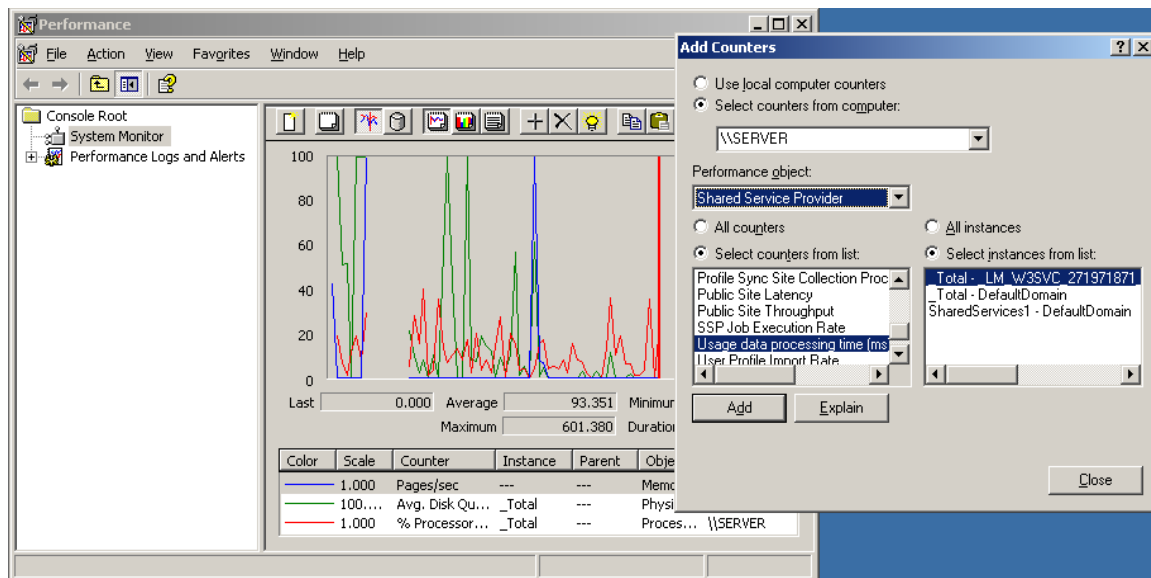 Performance
File Action View Favorites Window Help
Console Root
System Monitor
Performance Logs and Alerts
100
80
60
40
20
0
Last 0.000 Average 93.351 Minimum
Maximum 601.380 Duration
Color Scale Counter Instance Parent Obje
1.000 Pages/sec --- --- Memo
100.... Avg. Disk Qu... _Total --- Physi
1.000 % Processor... _Total --- Proces... \\SERVER
Add Counters
Use local computer counters
Select counters from computer:
\\SERVER
Performance object:
Shared Service Provider
All counters
Select counters from list:
Profile Sync Site Collection Proc
Public Site Latency
Public Site Throughput
SSP Job Execution Rate
Usage data processing time (ms
User Profile Import Rate
All instances
Select instances from list:
_Total - _LM_W3SVC_271971871
_Total - DefaultDomain
SharedServices1 - DefaultDomain
Add Explain
Close